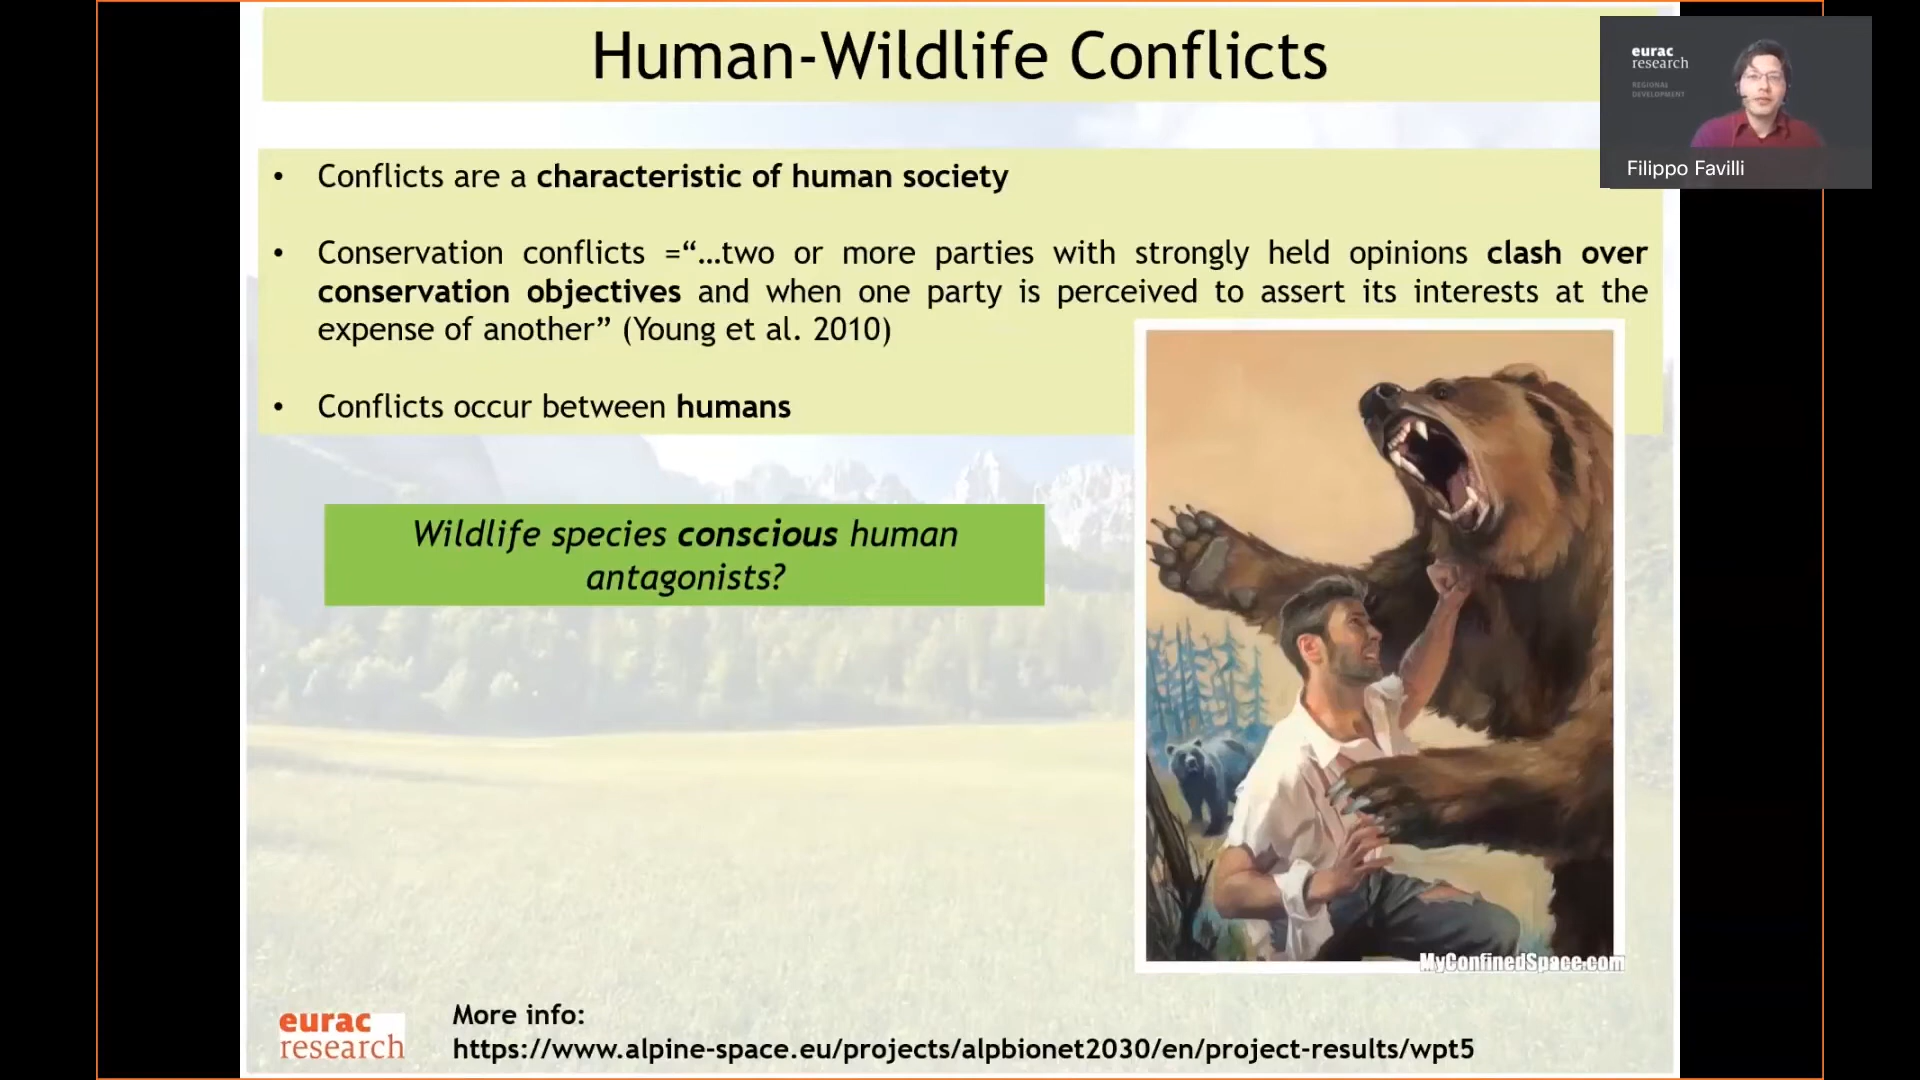 Human-Wildlife Conflicts
eurac
research
REGIONAL
DEVELOPMENT
Filippo Favilli
• Conflicts are a characteristic of human society
• Conservation conflicts =“…two or more parties with strongly held opinions clash over
conservation objectives and when one party is perceived to assert its interests at the
expense of another” (Young et al. 2010)
• Conflicts occur between humans
Wildlife species conscious human
antagonists?
MyConfinedSpace.com
eurac
research
More info:
https://www.alpine-space.eu/projects/alpbionet2030/en/project-results/wpt5